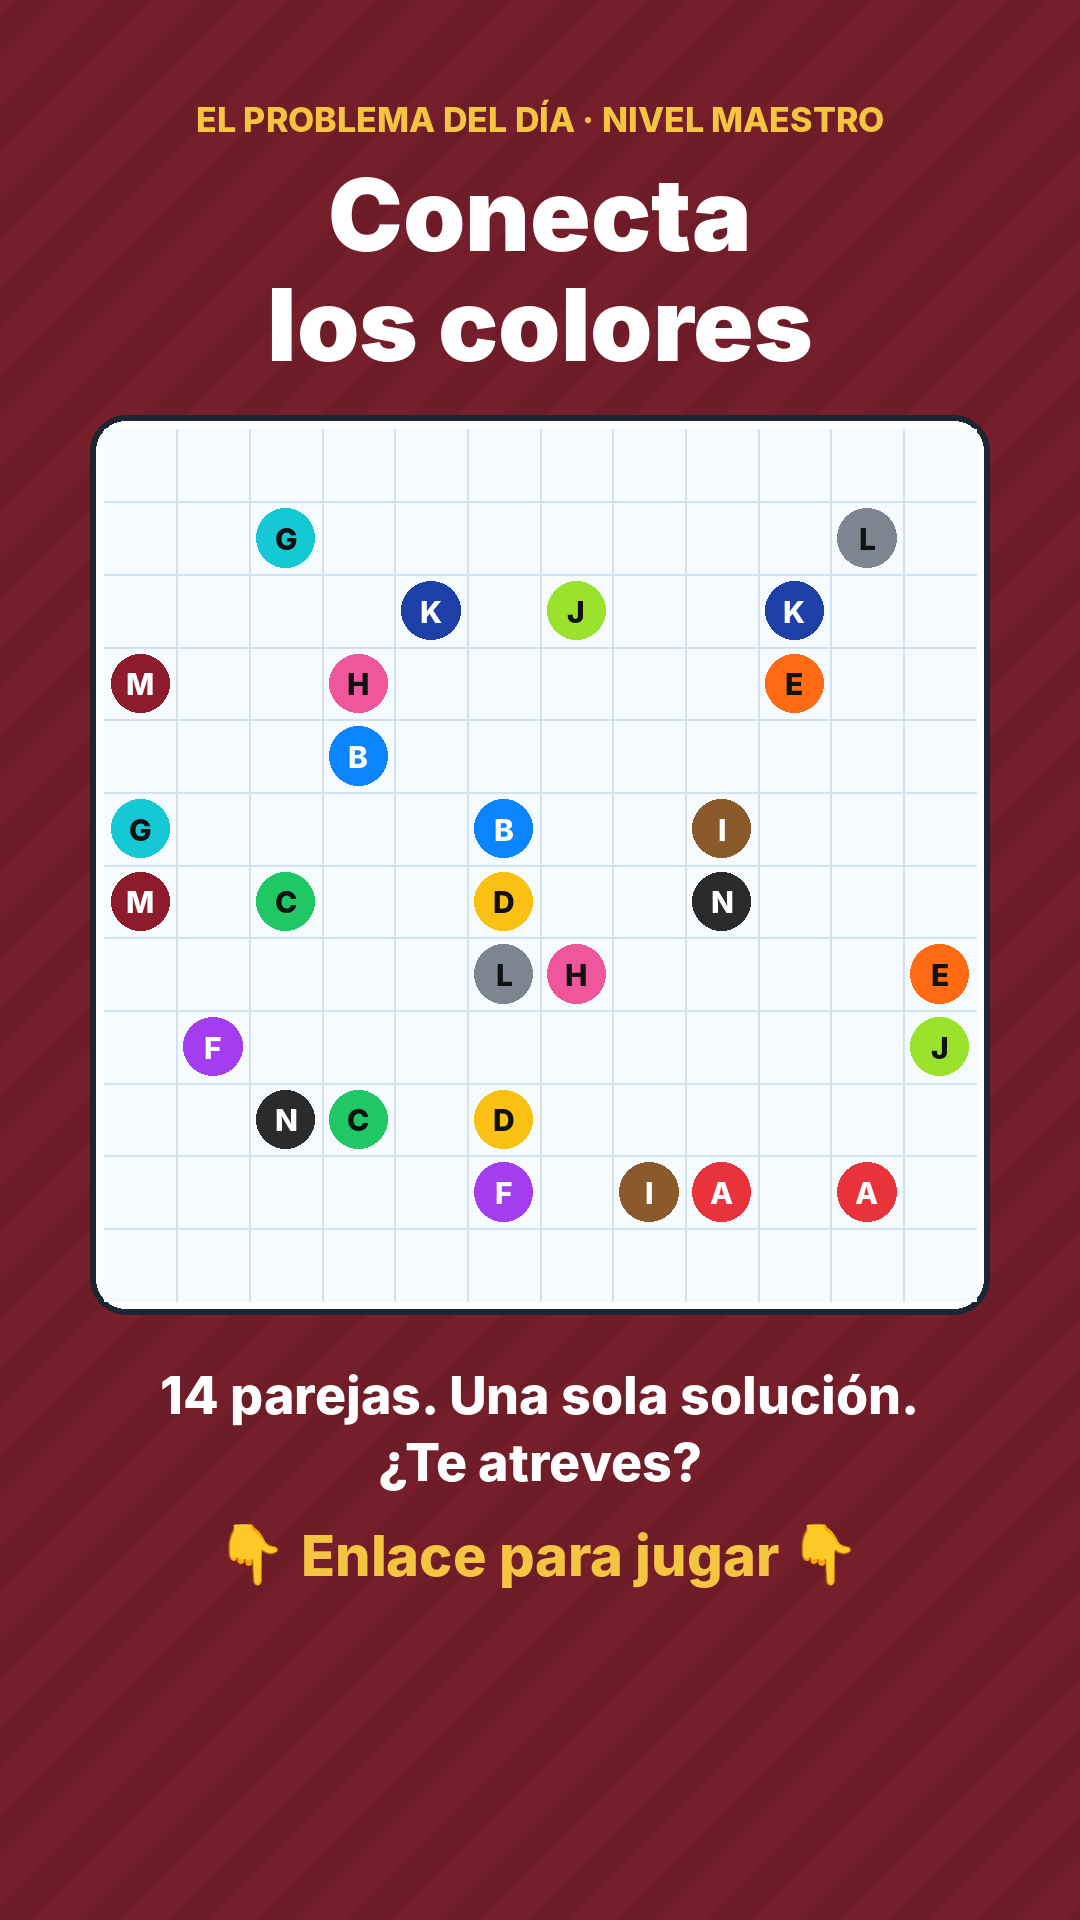 EL PROBLEMA DEL DÍA · NIVEL MAESTRO
Conecta
los colores
G L
K J K
M H E
B
G B I
M C D N
L H E
F J
N C D
F I A A
14 parejas. Una sola solución.
¿Te atreves?
👇 Enlace para jugar 👇